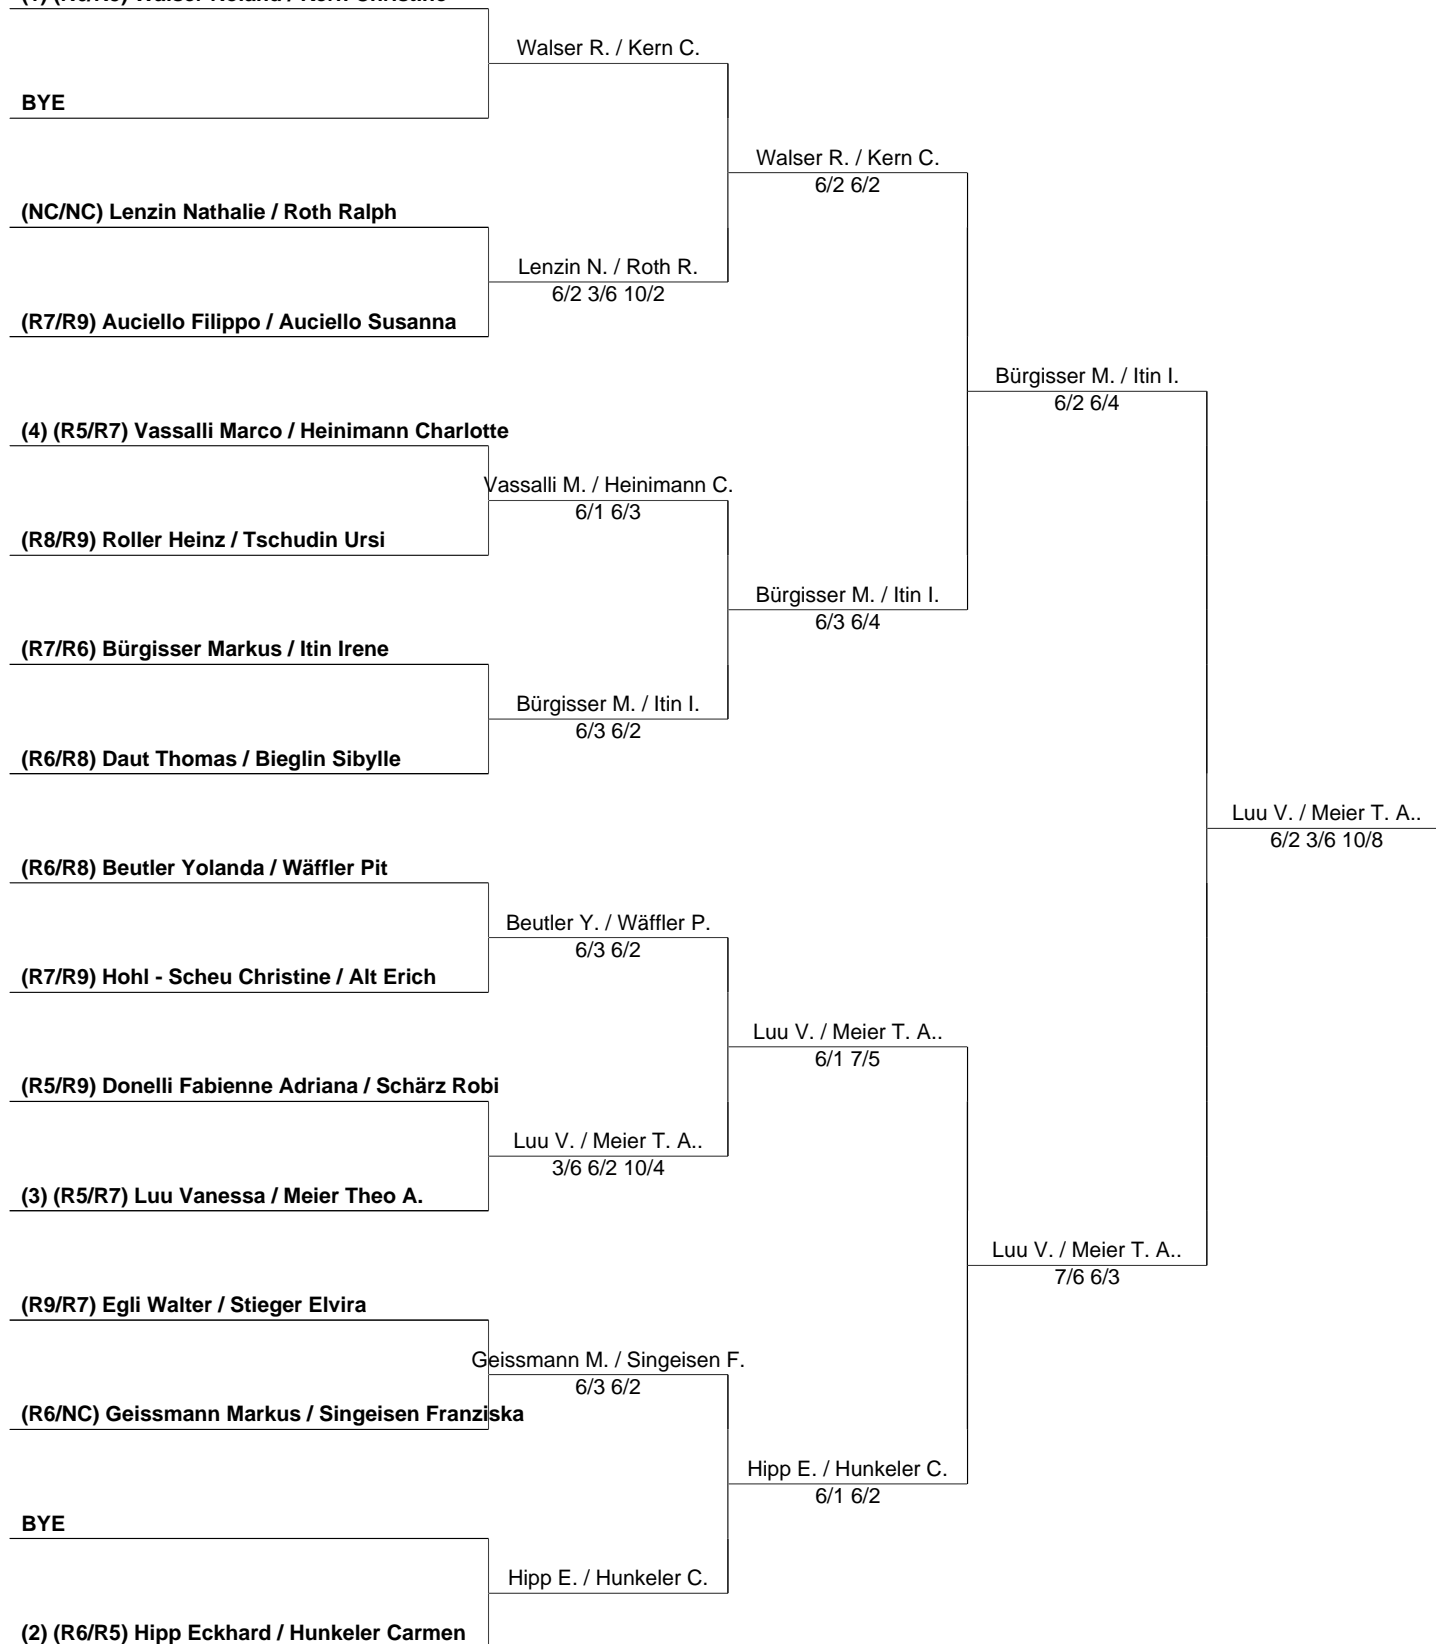 Walser R. / Kern C.
BYE
Walser R. / Kern C.
6/2 6/2
(NC/NC) Lenzin Nathalie / Roth Ralph
Lenzin N. / Roth R.
6/2 3/6 10/2
(R7/R9) Auciello Filippo / Auciello Susanna
Bürgisser M. / Itin I.
6/2 6/4
(4) (R5/R7) Vassalli Marco / Heinimann Charlotte
Vassalli M. / Heinimann C.
6/1 6/3
(R8/R9) Roller Heinz / Tschudin Ursi
Bürgisser M. / Itin I.
6/3 6/4
(R7/R6) Bürgisser Markus / Itin Irene
Bürgisser M. / Itin I.
6/3 6/2
(R6/R8) Daut Thomas / Bieglin Sibylle
Luu V. / Meier T. A..
6/2 3/6 10/8
(R6/R8) Beutler Yolanda / Wäffler Pit
Beutler Y. / Wäffler P.
6/3 6/2
(R7/R9) Hohl - Scheu Christine / Alt Erich
Luu V. / Meier T. A..
6/1 7/5
(R5/R9) Donelli Fabienne Adriana / Schärz Robi
Luu V. / Meier T. A..
3/6 6/2 10/4
(3) (R5/R7) Luu Vanessa / Meier Theo A.
Luu V. / Meier T. A..
7/6 6/3
(R9/R7) Egli Walter / Stieger Elvira
Geissmann M. / Singeisen F.
6/3 6/2
(R6/NC) Geissmann Markus / Singeisen Franziska
Hipp E. / Hunkeler C.
6/1 6/2
BYE
Hipp E. / Hunkeler C.
(2) (R6/R5) Hipp Eckhard / Hunkeler Carmen